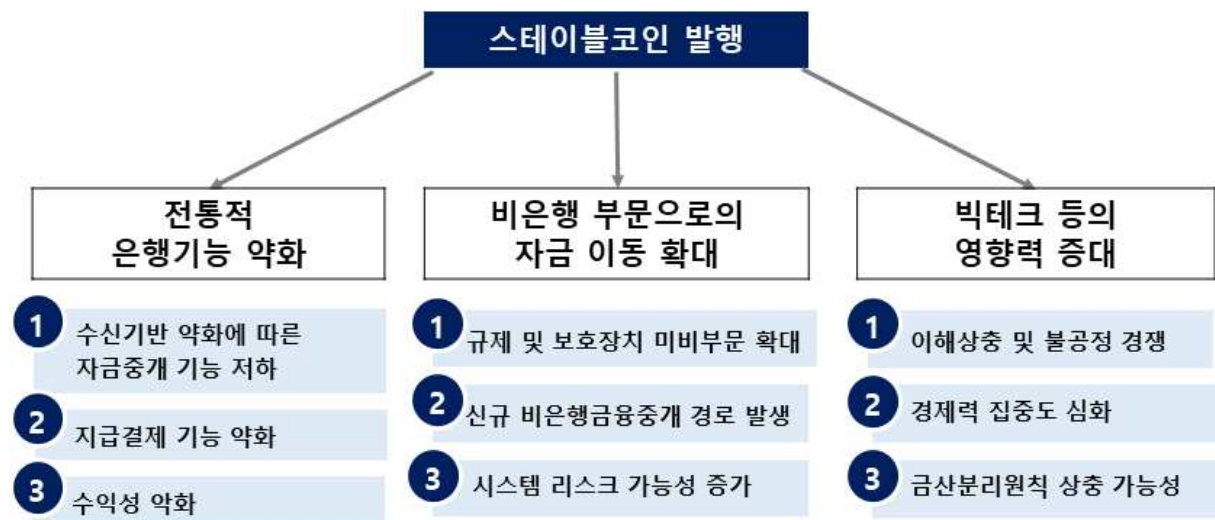 스테이블코인 발행
전통적
은행기능 약화
1 수신기반 약화에 따른
자금중개 기능 저하
2 지급결제 기능 약화
3 수익성 악화
비은행 부문으로의
자금 이동 확대
1 규제 및 보호장치 미비부문 확대
2 신규 비은행금융중개 경로 발생
3 시스템 리스크 가능성 증가
빅테크 등의
영향력 증대
1 이해상충 및 불공정 경쟁
2 경제력 집중도 심화
3 금산분리원칙 상충 가능성